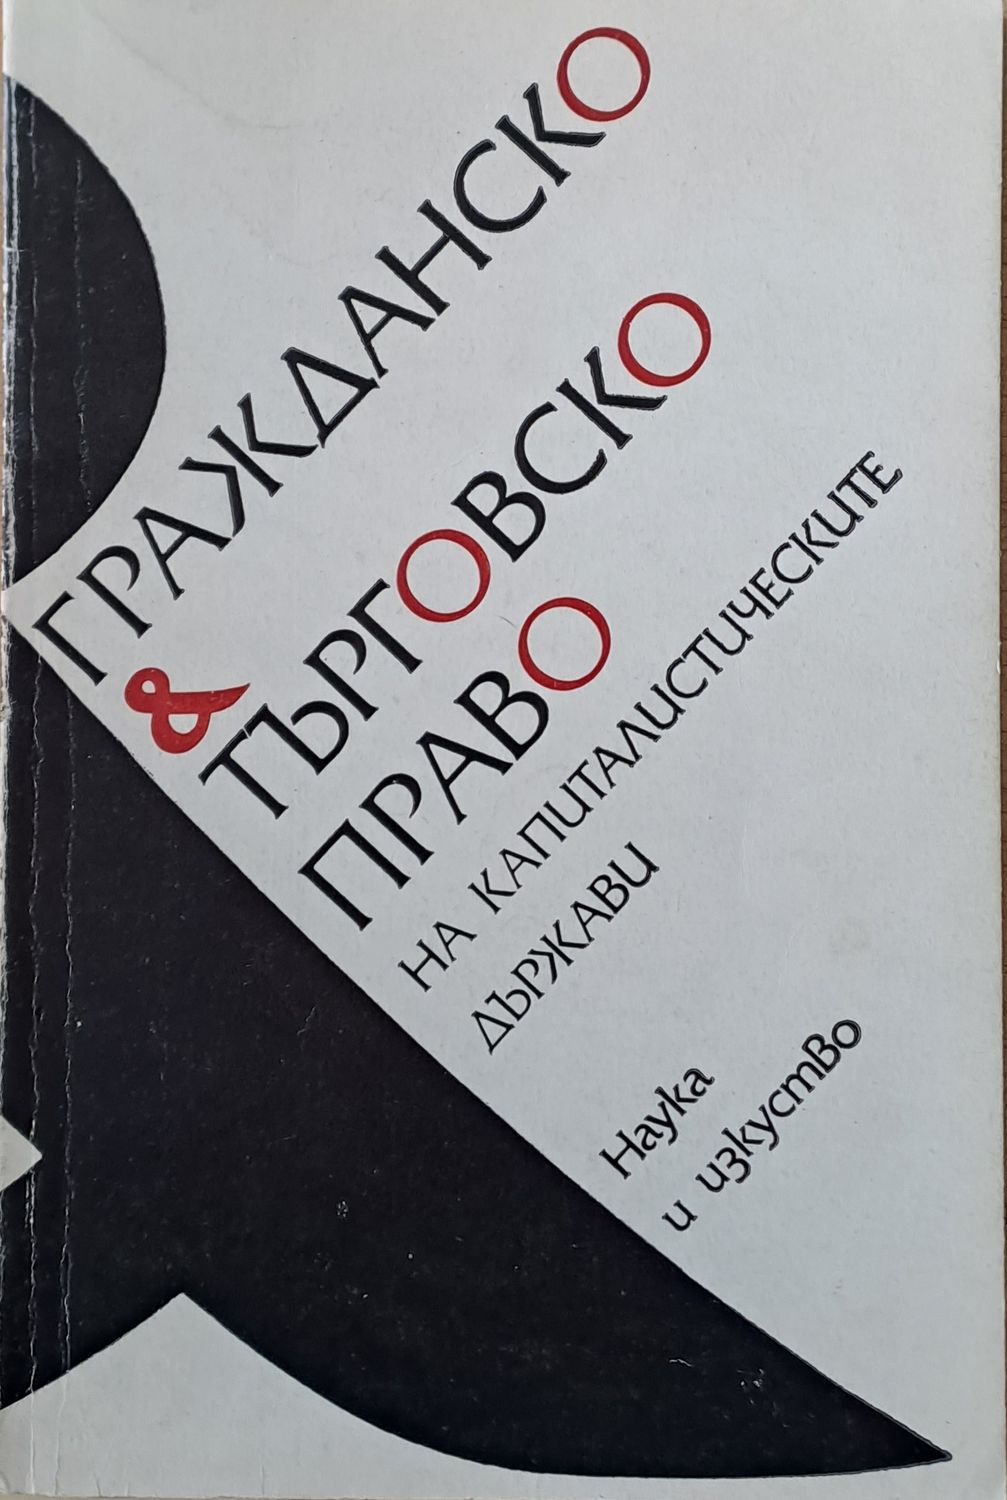 ГРАЖДАНСКО
&
ТЪРГОВСКО
ПРАВО
НА КАПИТАЛИСТИЧЕСКИТЕ
ДЪРЖАВИ
Наука
и изкуство